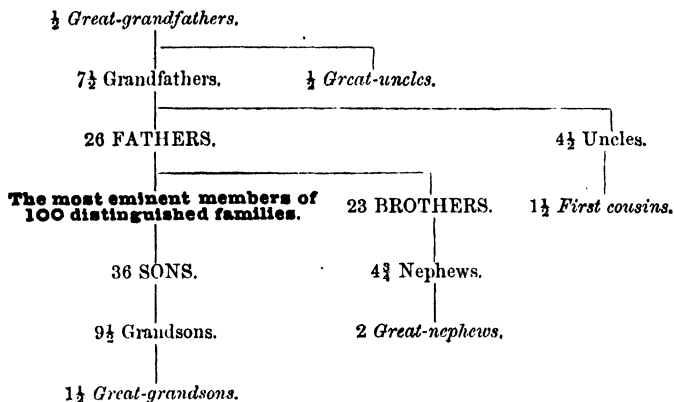 ½ Great-grandfathers.
7½ Grandfathers. ½ Great-uncles.
26 FATHERS. 4½ Uncles.
The most eminent members of
100 distinguished families. 23 BROTHERS. 1½ First cousins.
36 SONS. 4¾ Nephews.
9½ Grandsons. 2 Great-nephews.
1½ Great-grandsons.